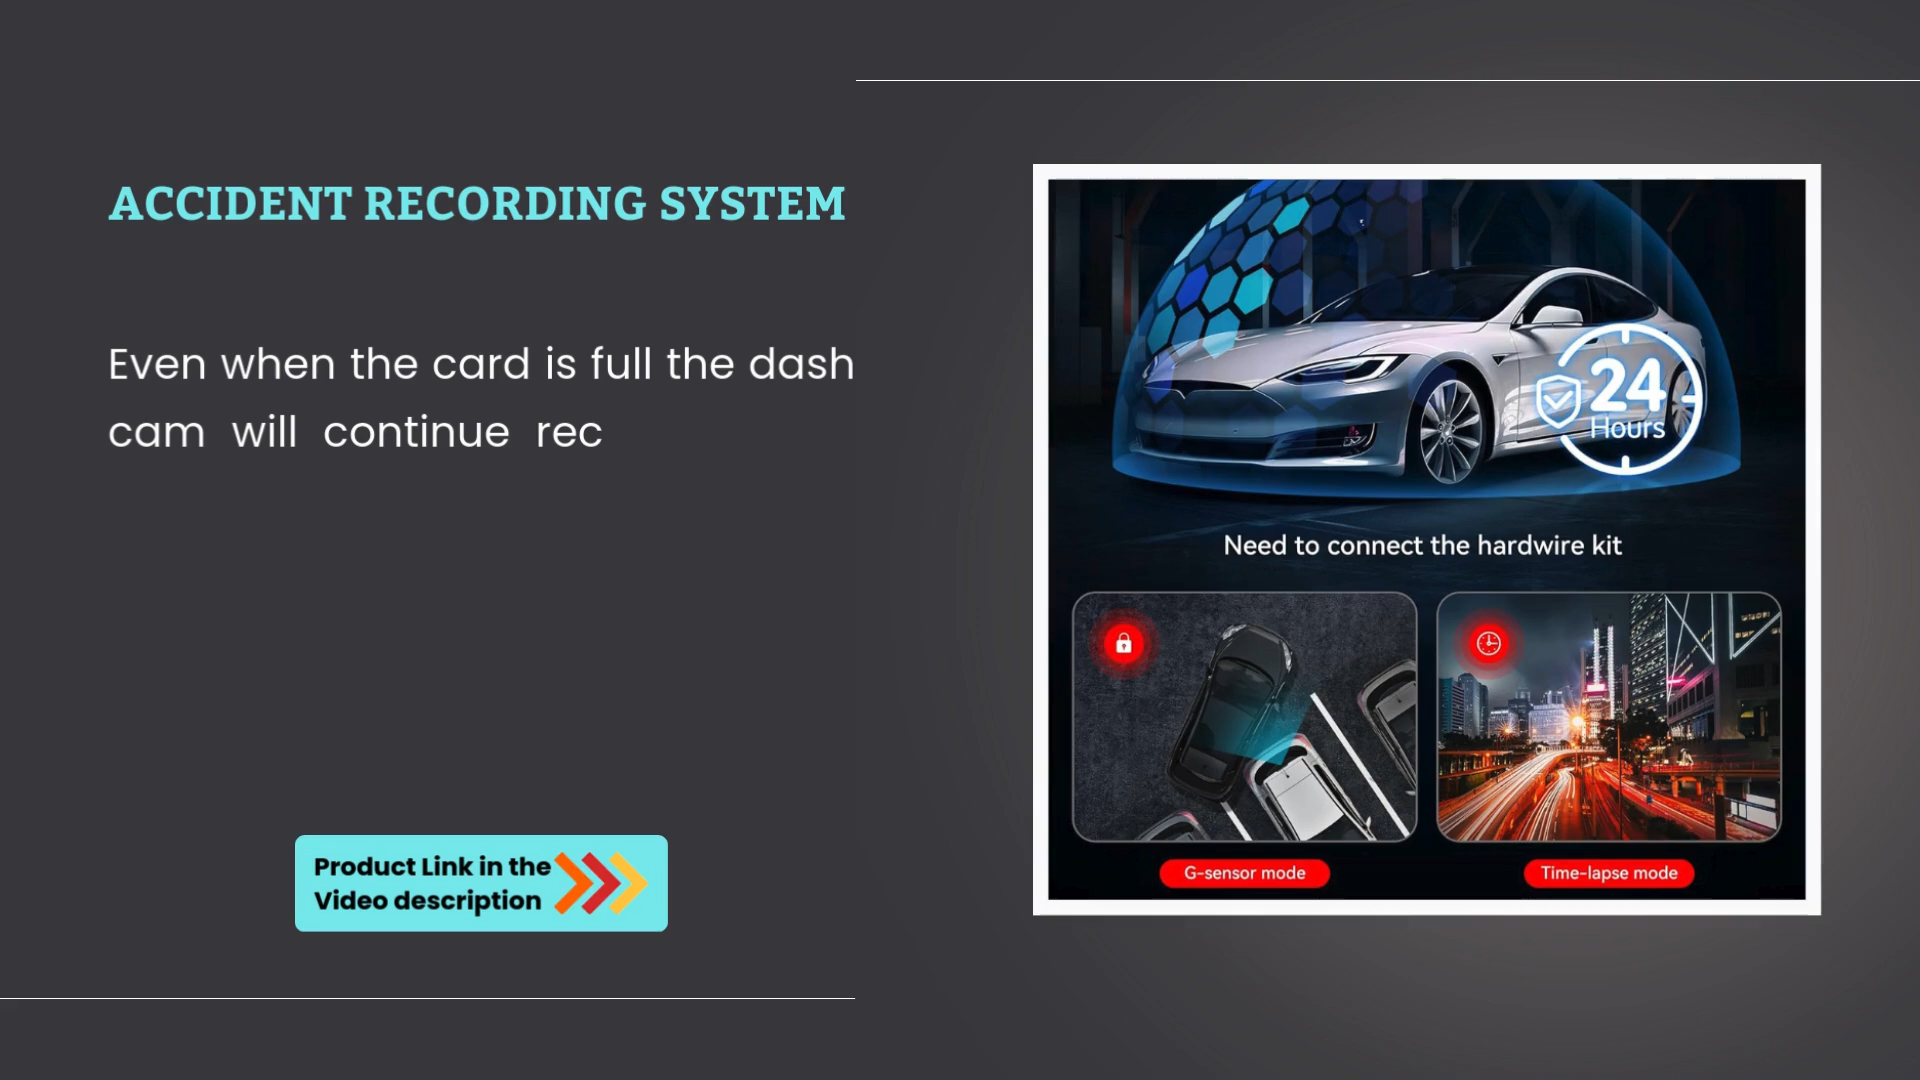 ACCIDENT RECORDING SYSTEM
Even when the card is full the dash
cam will continue rec
Product Link in the
Video description
24
Hours
Need to connect the hardwire kit
G-sensor mode
Time-lapse mode